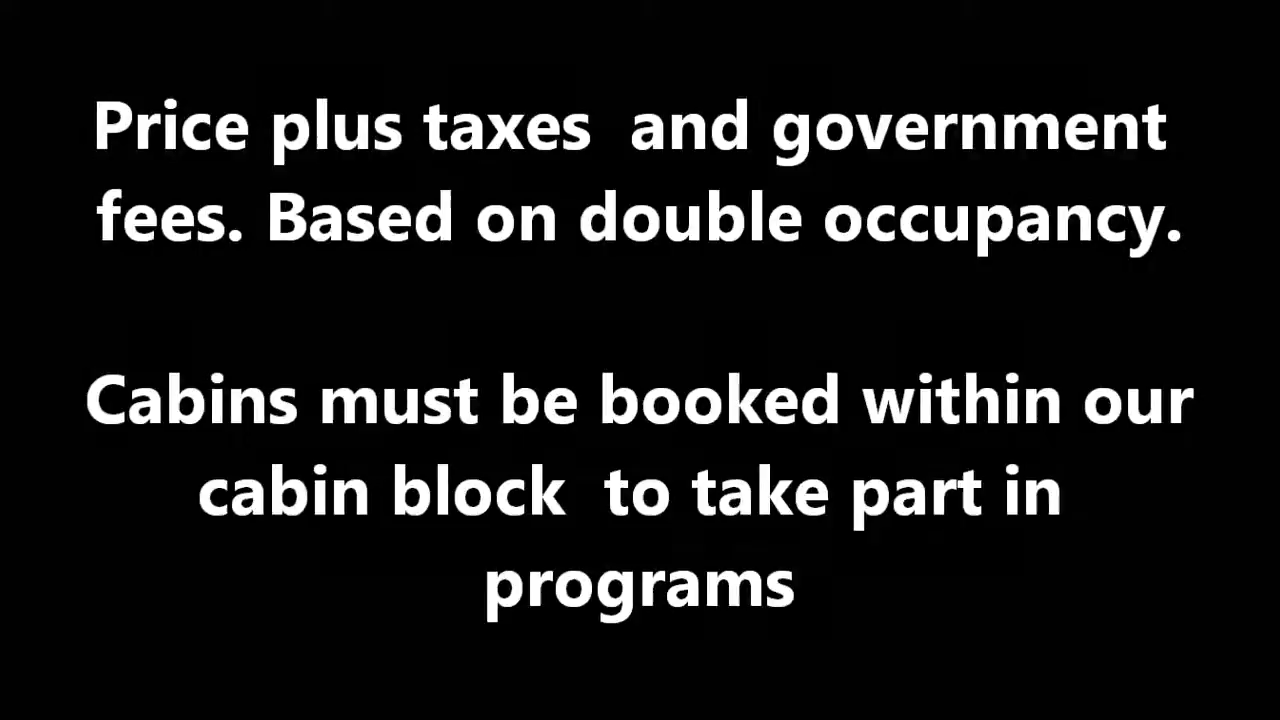 Price plus taxes  and government
fees. Based on double occupancy.
Cabins must be booked within our
cabin block  to take part in
programs